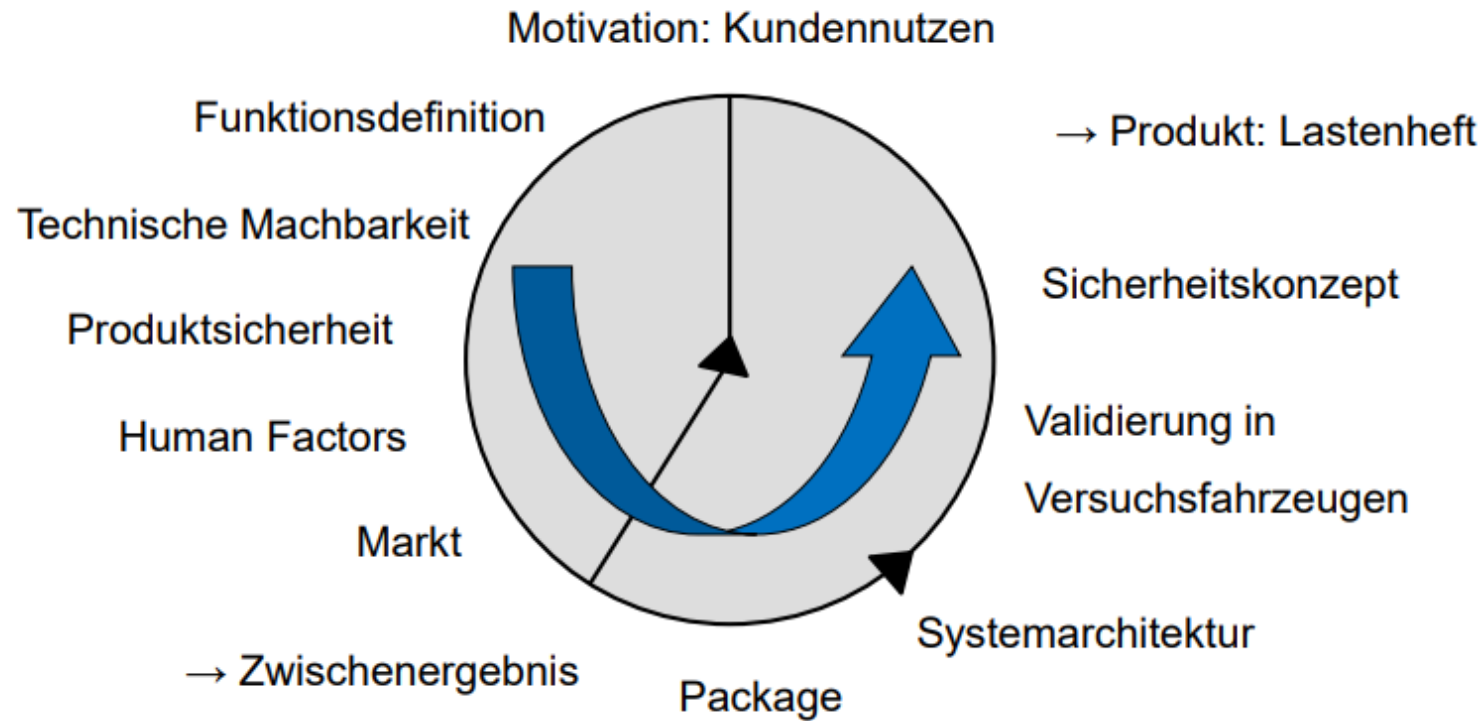 Motivation: Kundennutzen
Funktionsdefinition
→ Produkt: Lastenheft
Technische Machbarkeit
Sicherheitskonzept
Produktsicherheit
Human Factors
Validierung in
Versuchsfahrzeugen
Markt
Systemarchitektur
→ Zwischenergebnis
Package